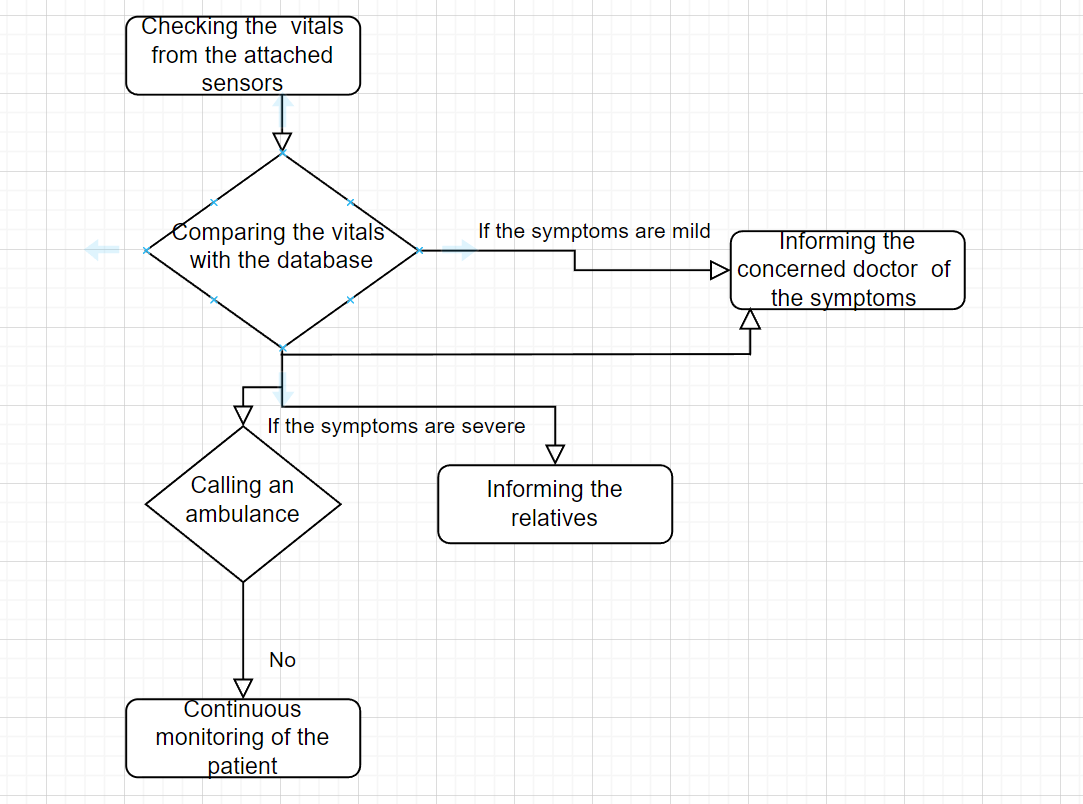 Checking the  vitals
from the attached
sensors
Comparing the vitals
with the database
If the symptoms are mild
Informing the
concerned doctor  of
the symptoms
If the symptoms are severe
Calling an
ambulance
Informing the
relatives
No
Continuous
monitoring of the
patient